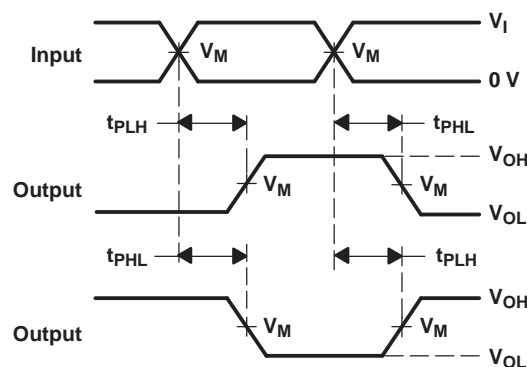 V_I
Input
V_M
V_M
0 V
t_PLH
t_PHL
V_OH
Output
V_M
V_M
V_OL
t_PHL
t_PLH
V_OH
Output
V_M
V_M
V_OL